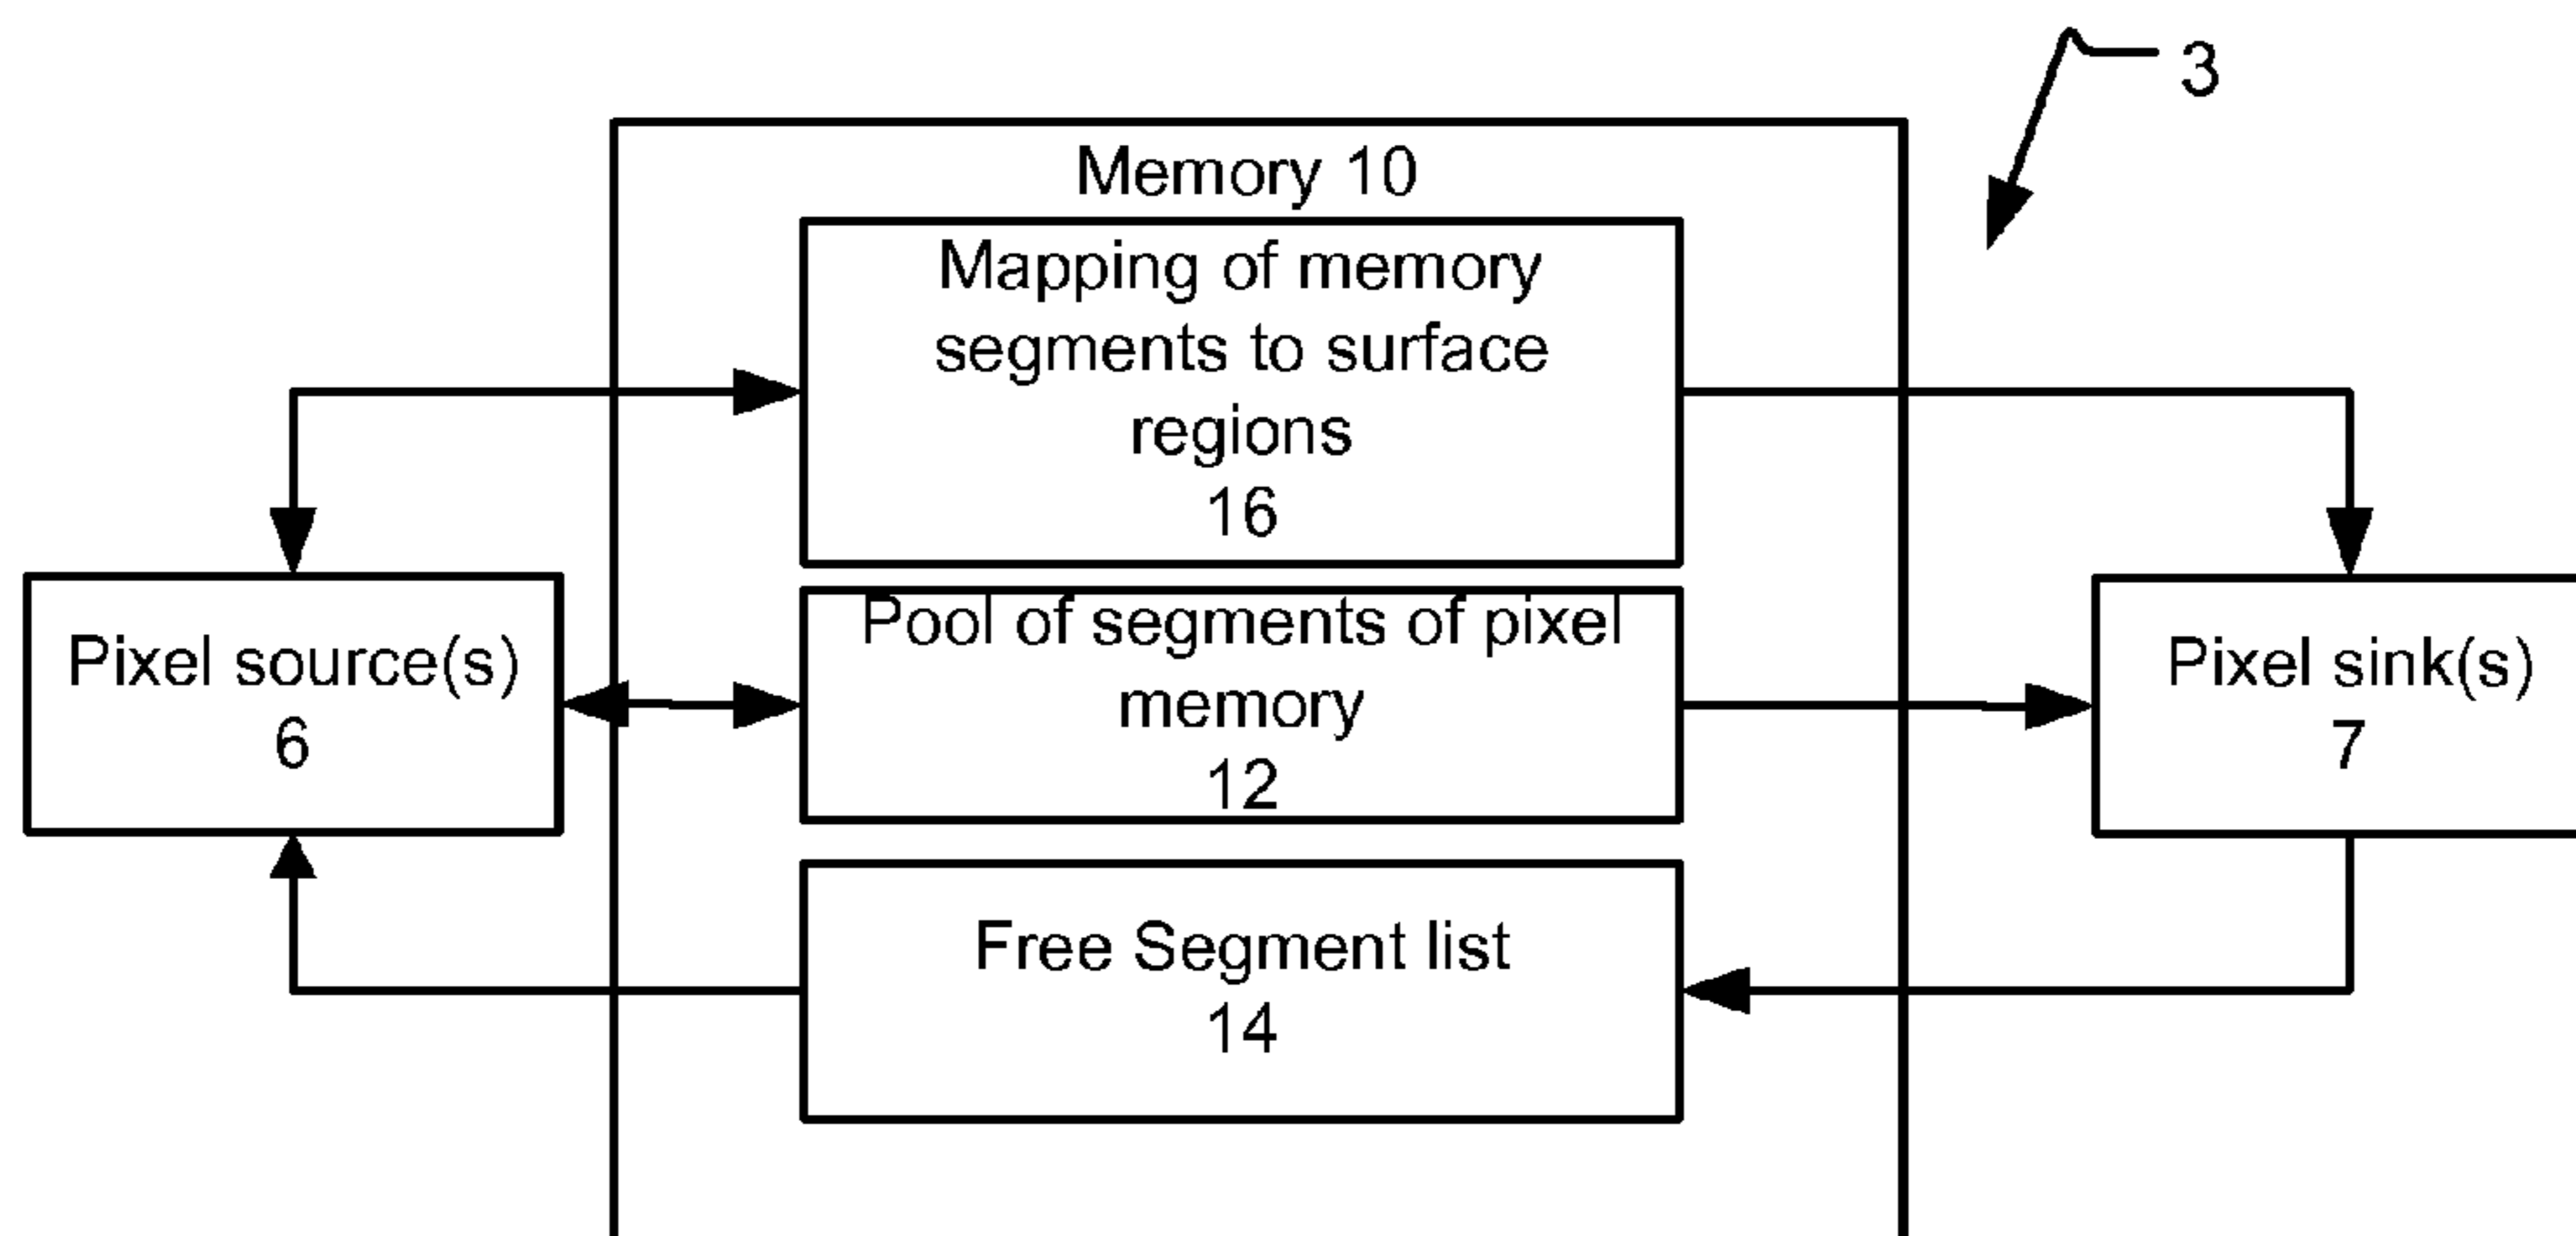 3
Memory 10
Mapping of memory
segments to surface
regions
16
Pixel source(s)
6
Pool of segments of pixel
memory
12
Pixel sink(s)
7
Free Segment list
14